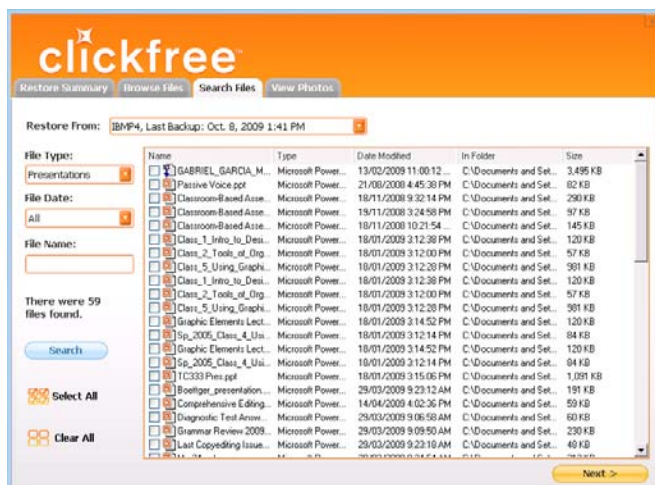 clickfree™
Restore Summary Browse Files Search Files View Photos
Restore From: IBMP4, Last Backup: Oct. 8, 2009 1:41 PM
File Type:
Presentations
File Date:
All
File Name:
There were 59
files found.
Search
Select All
Clear All
Name Type Date Modified In Folder Size
GABRIEL_GARCIA_M... Microsoft Power... 13/02/2009 11:00:12 ... C:\Documents and Set... 3,495 KB
Passive Voice.ppt Microsoft Power... 21/08/2008 4:45:38 PM C:\Documents and Set... 82 KB
Classroom-Based Asse... Microsoft Power... 18/11/2008 9:32:14 PM C:\Documents and Set... 290 KB
Classroom-Based Asse... Microsoft Power... 19/11/2008 3:24:58 PM C:\Documents and Set... 97 KB
Classroom-Based Asse... Microsoft Power... 18/11/2008 10:21:54 ... C:\Documents and Set... 145 KB
Class_1_Intro_to_Desi... Microsoft Power... 18/01/2009 3:12:38 PM C:\Documents and Set... 120 KB
Class_2_Tools_of_Org... Microsoft Power... 18/01/2009 3:12:00 PM C:\Documents and Set... 57 KB
Class_5_Using_Graphi... Microsoft Power... 18/01/2009 3:12:28 PM C:\Documents and Set... 981 KB
Class_1_Intro_to_Desi... Microsoft Power... 18/01/2009 3:12:38 PM C:\Documents and Set... 120 KB
Class_2_Tools_of_Org... Microsoft Power... 18/01/2009 3:12:00 PM C:\Documents and Set... 57 KB
Class_5_Using_Graphi... Microsoft Power... 18/01/2009 3:12:28 PM C:\Documents and Set... 981 KB
Graphic Elements Lect... Microsoft Power... 18/01/2009 3:14:52 PM C:\Documents and Set... 120 KB
Sp_2005_Class_4_Usi... Microsoft Power... 18/01/2009 3:12:14 PM C:\Documents and Set... 84 KB
Graphic Elements Lect... Microsoft Power... 18/01/2009 3:14:52 PM C:\Documents and Set... 120 KB
Sp_2005_Class_4_Usi... Microsoft Power... 18/01/2009 3:12:14 PM C:\Documents and Set... 84 KB
TC333 Pres.ppt Microsoft Power... 18/01/2009 3:15:06 PM C:\Documents and Set... 1,091 KB
Boettger_presentation.... Microsoft Power... 29/03/2009 9:23:12 AM C:\Documents and Set... 191 KB
Comprehensive Editing... Microsoft Power... 14/04/2009 4:02:36 PM C:\Documents and Set... 59 KB
Diagnostic Test Answ... Microsoft Power... 29/03/2009 9:06:58 AM C:\Documents and Set... 60 KB
Grammar Review 2009... Microsoft Power... 29/03/2009 9:09:50 AM C:\Documents and Set... 230 KB
Last Copyediting Issue... Microsoft Power... 29/03/2009 9:23:18 AM C:\Documents and Set... 48 KB
Next >